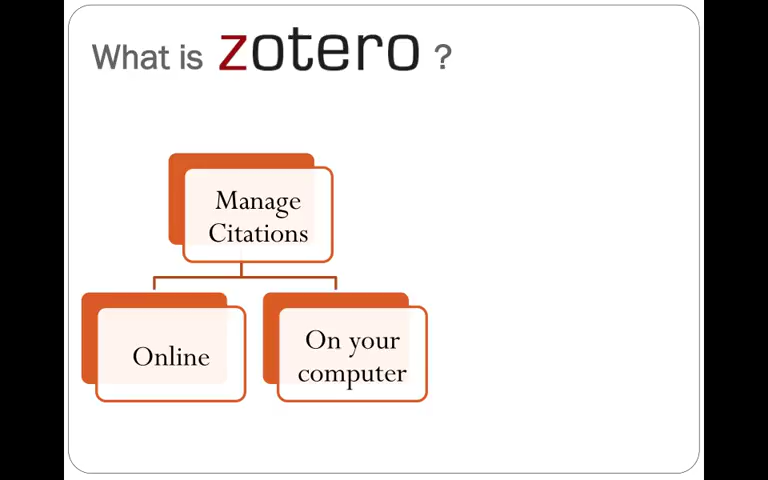 What is zotero ?
Manage
Citations
Online
On your
computer